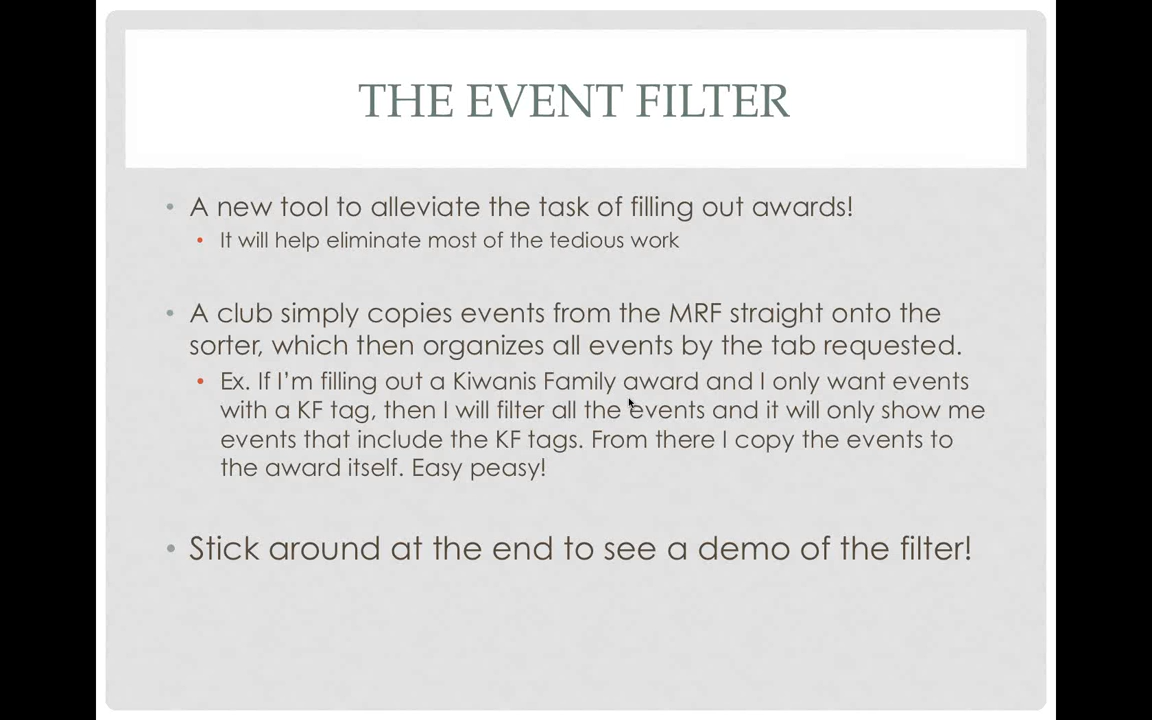 THE EVENT FILTER
• A new tool to alleviate the task of filling out awards!
• It will help eliminate most of the tedious work
• A club simply copies events from the MRF straight onto the
sorter, which then organizes all events by the tab requested.
• Ex. If I’m filling out a Kiwanis Family award and I only want events
with a KF tag, then I will filter all the events and it will only show me
events that include the KF tags. From there I copy the events to
the award itself. Easy peasy!
• Stick around at the end to see a demo of the filter!